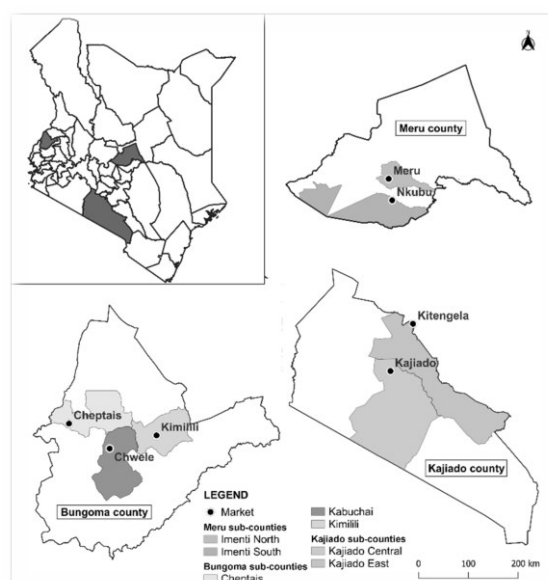 Meru county
Meru
Nkubu
Kitengela
Kajiado
Kajiado county
Cheptais
Kimilili
Chwele
Bungoma county
LEGEND
Market
Meru sub-counties
Imenti North
Imenti South
Bungoma sub-counties
Cheptais
Kabuchai
Kimilili
Kajiado sub-counties
Kajiado Central
Kajiado East
0 100 200 km